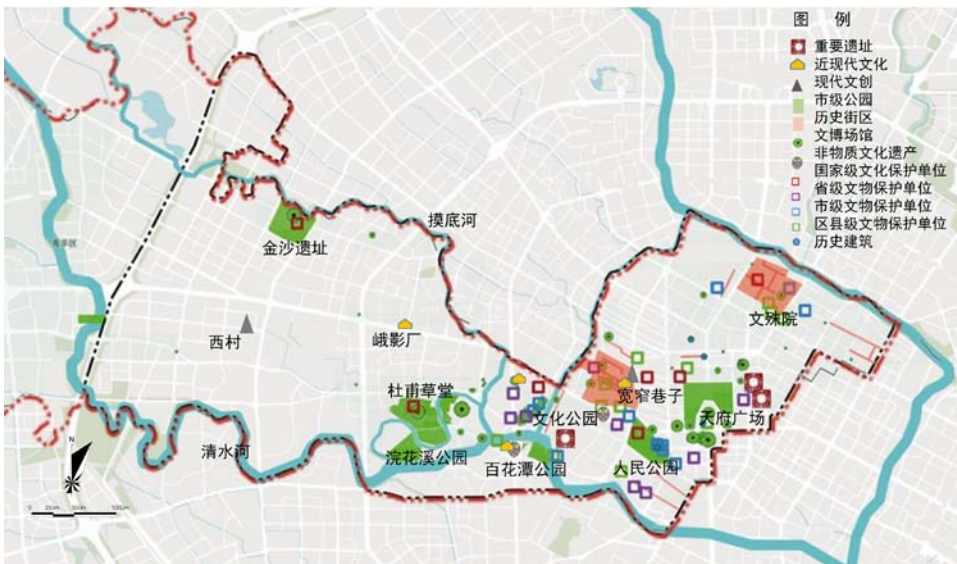 图 例
重要遗址
近现代文化
现代文创
市级公园
历史街区
文博场馆
非物质文化遗产
国家级文化保护单位
省级文物保护单位
市级文物保护单位
区县级文物保护单位
历史建筑
摸底河
金沙遗址
文殊院
西村
峨影厂
杜甫草堂
宽窄巷子
天府广场
文化公园
清水河
浣花溪公园
百花潭公园
人民公园
N
0